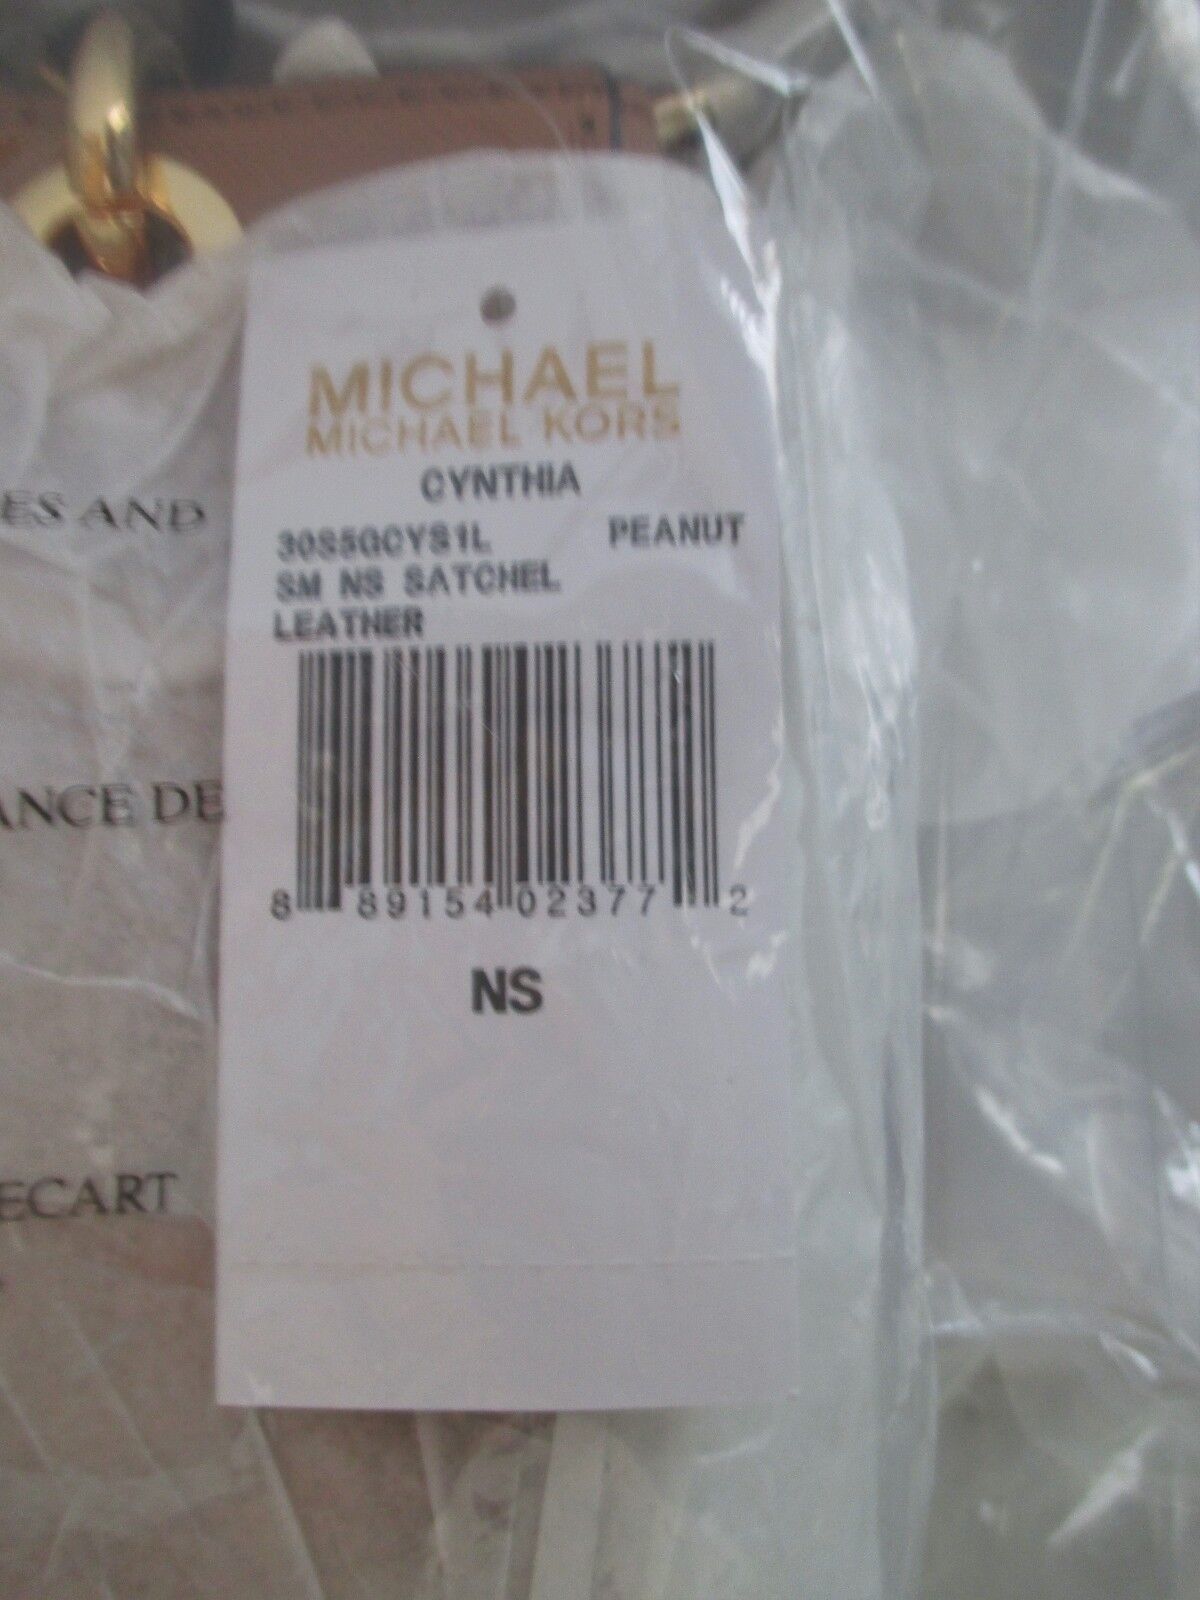 MICHAEL
MICHAEL KORS
CYNTHIA
30S5GCYS1L PEANUT
SM NS SATCHEL
LEATHER
8 89154 02377 2
NS
ES AND
ANCE DE
ECART